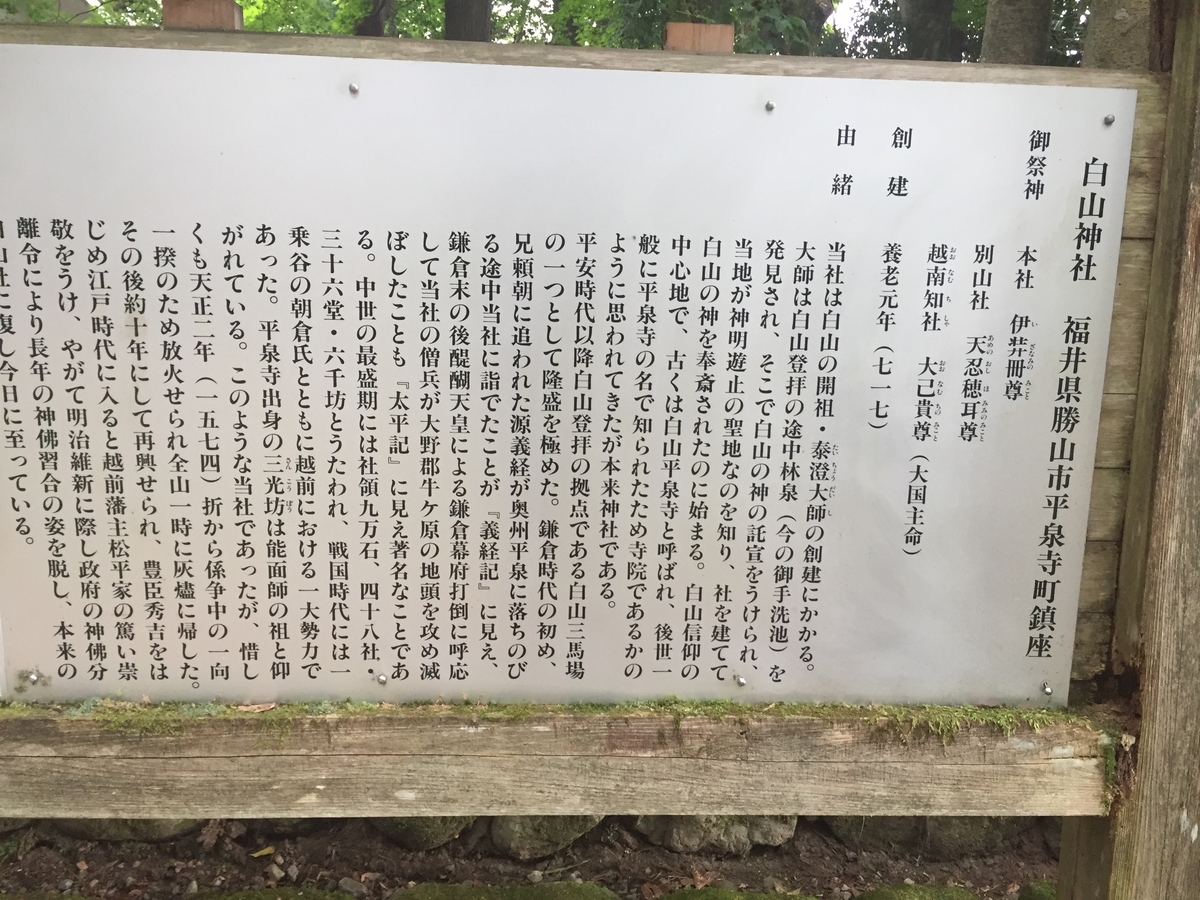 白山神社　福井県勝山市平泉寺町鎮座
御祭神　本社　伊弉冊尊
別山社　天忍穂耳尊
越南知社　大己貴尊（大国主命）
創建　養老元年（七一七）
由緒　当社は白山の開祖・泰澄大師の創建にかかる。
大師は白山登拝の途中林泉（今の御手洗池）を
発見され、そこで白山の神の託宣をうけられ、
当地が神明遊止の聖地なのを知り、社を建てて
白山の神を奉斎されたのに始まる。白山信仰の
中心地で、古くは白山平泉寺と呼ばれ、後世一
般に平泉寺の名で知られたため寺院であるかの
ように思われてきたが本来神社である。
平安時代以降白山登拝の拠点である白山三馬場
の一つとして隆盛を極めた。鎌倉時代の初め、
兄頼朝に追われた源義経が奥州平泉に落ちのび
る途中当社に詣でたことが『義経記』に見え、
鎌倉末の後醍醐天皇による鎌倉幕府打倒に呼応
して当社の僧兵が大野郡牛ケ原の地頭を攻め滅
ぼしたことも『太平記』に見え著名なことであ
る。中世の最盛期には社領九万石、四十八社・
三十六堂・六千坊とうたわれ、戦国時代には一
乗谷の朝倉氏とともに越前における一大勢力で
あった。平泉寺出身の三光坊は能面師の祖と仰
がれている。このような当社であったが、惜し
くも天正二年（一五七四）折から係争中の一向
一揆のため放火せられ全山一時に灰燼に帰した。
その後約十年にして再興せられ、豊臣秀吉をは
じめ江戸時代に入ると越前藩主松平家の篤い崇
敬をうけ、やがて明治維新に際し政府の神佛分
離令により長年の神佛習合の姿を脱し、本来の
白山社に復し今日に至っている。